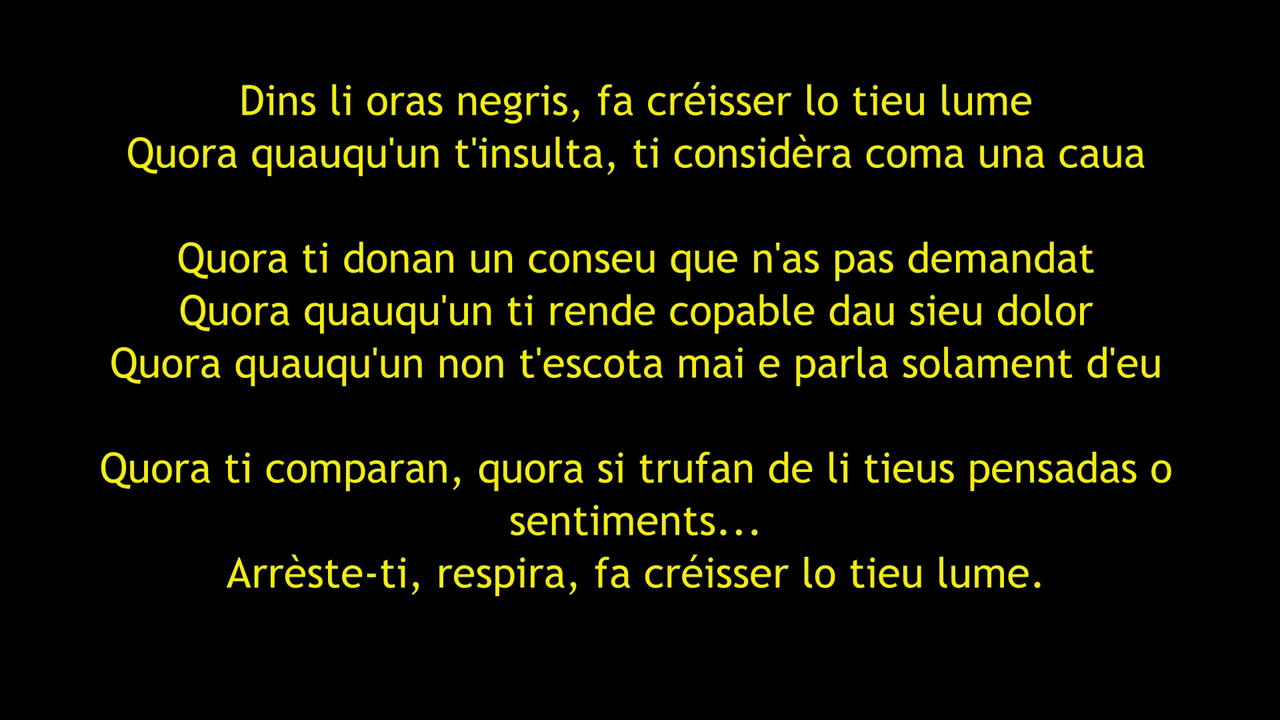 Dins li oras negris, fa créisser lo tieu lume
Quora quauqu'un t'insulta, ti considèra coma una caua
Quora ti donan un conseu que n'as pas demandat
Quora quauqu'un ti rende copable dau sieu dolor
Quora quauqu'un non t'escota mai e parla solament d'eu
Quora ti comparan, quora si trufan de li tieus pensadas o
sentiments...
Arrèste-ti, respira, fa créisser lo tieu lume.